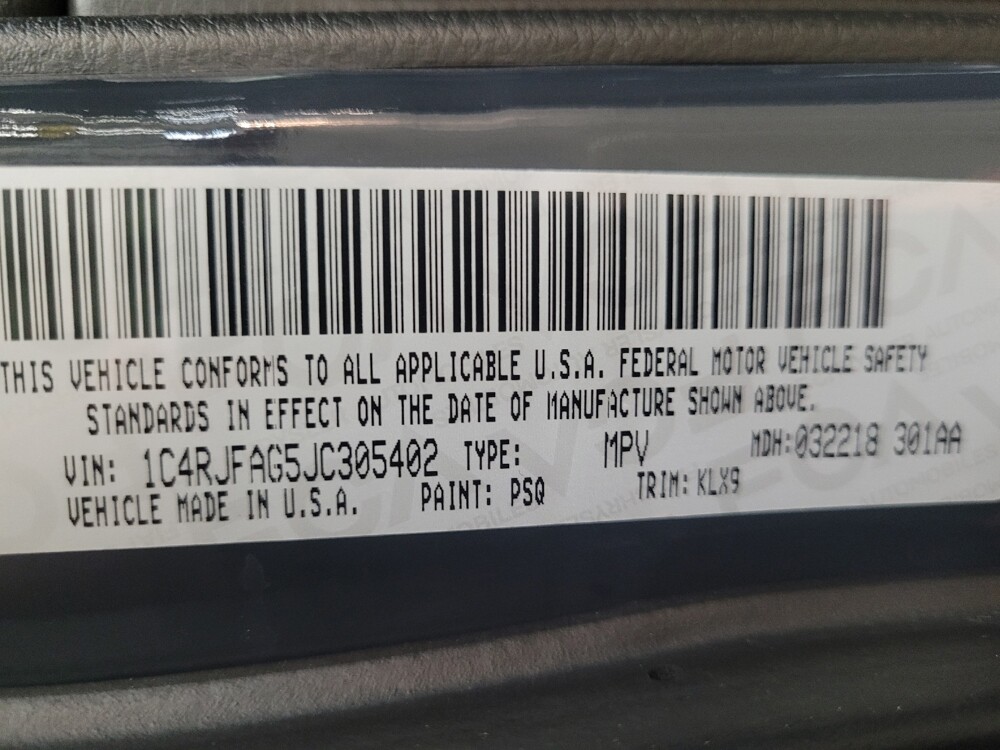 THIS VEHICLE CONFORMS TO ALL APPLICABLE U.S.A. FEDERAL MOTOR VEHICLE SAFETY
STANDARDS IN EFFECT ON THE DATE OF MANUFACTURE SHOWN ABOVE.
VIN: 1C4RJFAG5JC305402 TYPE: MPV MDH:032218 301AA
VEHICLE MADE IN U.S.A. PAINT: PSQ TRIM: KLX9